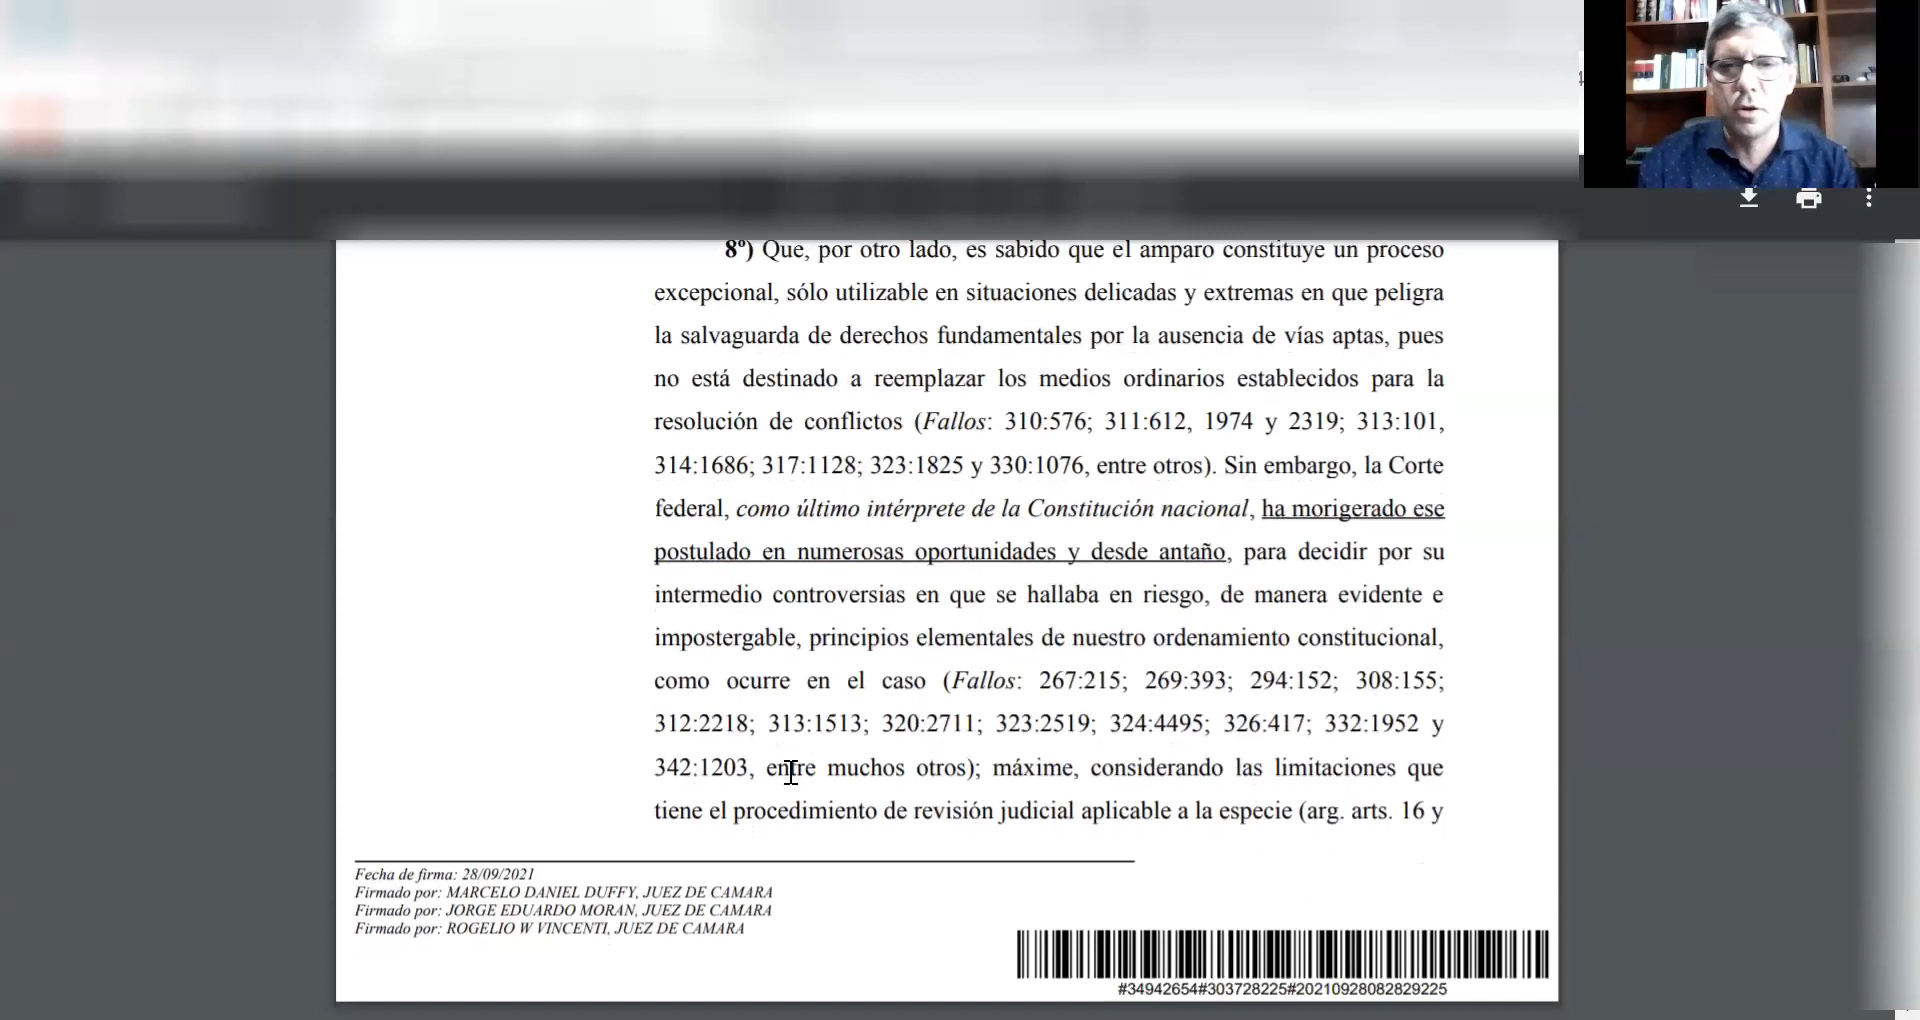 8º) Que, por otro lado, es sabido que el amparo constituye un proceso
excepcional, sólo utilizable en situaciones delicadas y extremas en que peligra
la salvaguarda de derechos fundamentales por la ausencia de vías aptas, pues
no está destinado a reemplazar los medios ordinarios establecidos para la
resolución de conflictos (Fallos: 310:576; 311:612, 1974 y 2319; 313:101,
314:1686; 317:1128; 323:1825 y 330:1076, entre otros). Sin embargo, la Corte
federal, como último intérprete de la Constitución nacional, ha morigerado ese
postulado en numerosas oportunidades y desde antaño, para decidir por su
intermedio controversias en que se hallaba en riesgo, de manera evidente e
impostergable, principios elementales de nuestro ordenamiento constitucional,
como ocurre en el caso (Fallos: 267:215; 269:393; 294:152; 308:155;
312:2218; 313:1513; 320:2711; 323:2519; 324:4495; 326:417; 332:1952 y
342:1203, entre muchos otros); máxime, considerando las limitaciones que
tiene el procedimiento de revisión judicial aplicable a la especie (arg. arts. 16 y
Fecha de firma: 28/09/2021
Firmado por: MARCELO DANIEL DUFFY, JUEZ DE CAMARA
Firmado por: JORGE EDUARDO MORAN, JUEZ DE CAMARA
Firmado por: ROGELIO W VINCENTI, JUEZ DE CAMARA
#34942654#303728225#20210928082829225